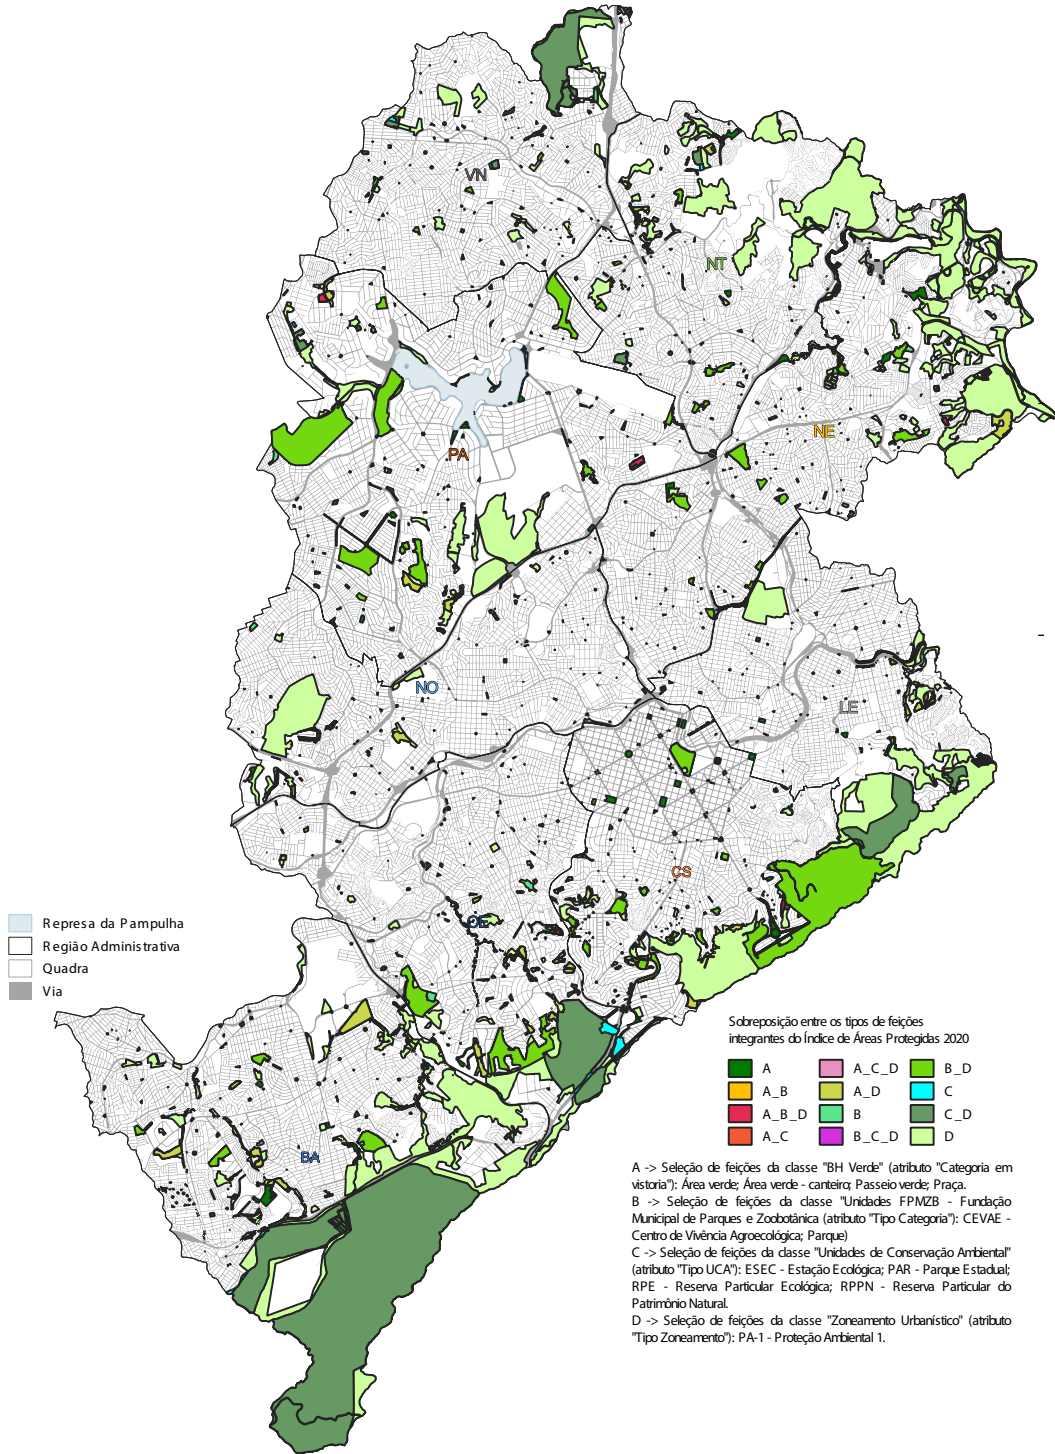 VN
NT
NE
PA
NO
LE
CS
OE
BA
Represa da Pampulha
Região Administrativa
Quadra
Via
Sobreposição entre os tipos de feições
integrantes do Índice de Áreas Protegidas 2020
A
A_C_D
B_D
A_B
A_D
C
A_B_D
B
C_D
A_C
B_C_D
D
A -> Seleção de feições da classe "BH Verde" (atributo "Categoria em
vistoria"): Área verde; Área verde - canteiro; Passeio verde; Praça.
B -> Seleção de feições da classe "Unidades FPMZB - Fundação
Municipal de Parques e Zoobotânica (atributo "Tipo Categoria"): CEVAE -
Centro de Vivência Agroecológica; Parque)
C -> Seleção de feições da classe "Unidades de Conservação Ambiental"
(atributo "Tipo UCA"): ESEC - Estação Ecológica; PAR - Parque Estadual;
RPE - Reserva Particular Ecológica; RPPN - Reserva Particular do
Patrimônio Natural.
D -> Seleção de feições da classe "Zoneamento Urbanístico" (atributo
"Tipo Zoneamento"): PA-1 - Proteção Ambiental 1.